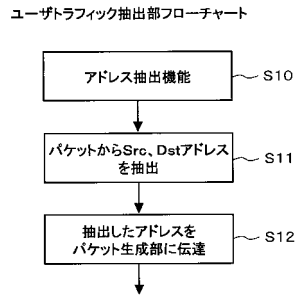 ユーザトラフィック抽出部フローチャート
アドレス抽出機能
S10
パケットからSrc、Dstアドレス
を抽出
S11
抽出したアドレスを
パケット生成部に伝達
S12